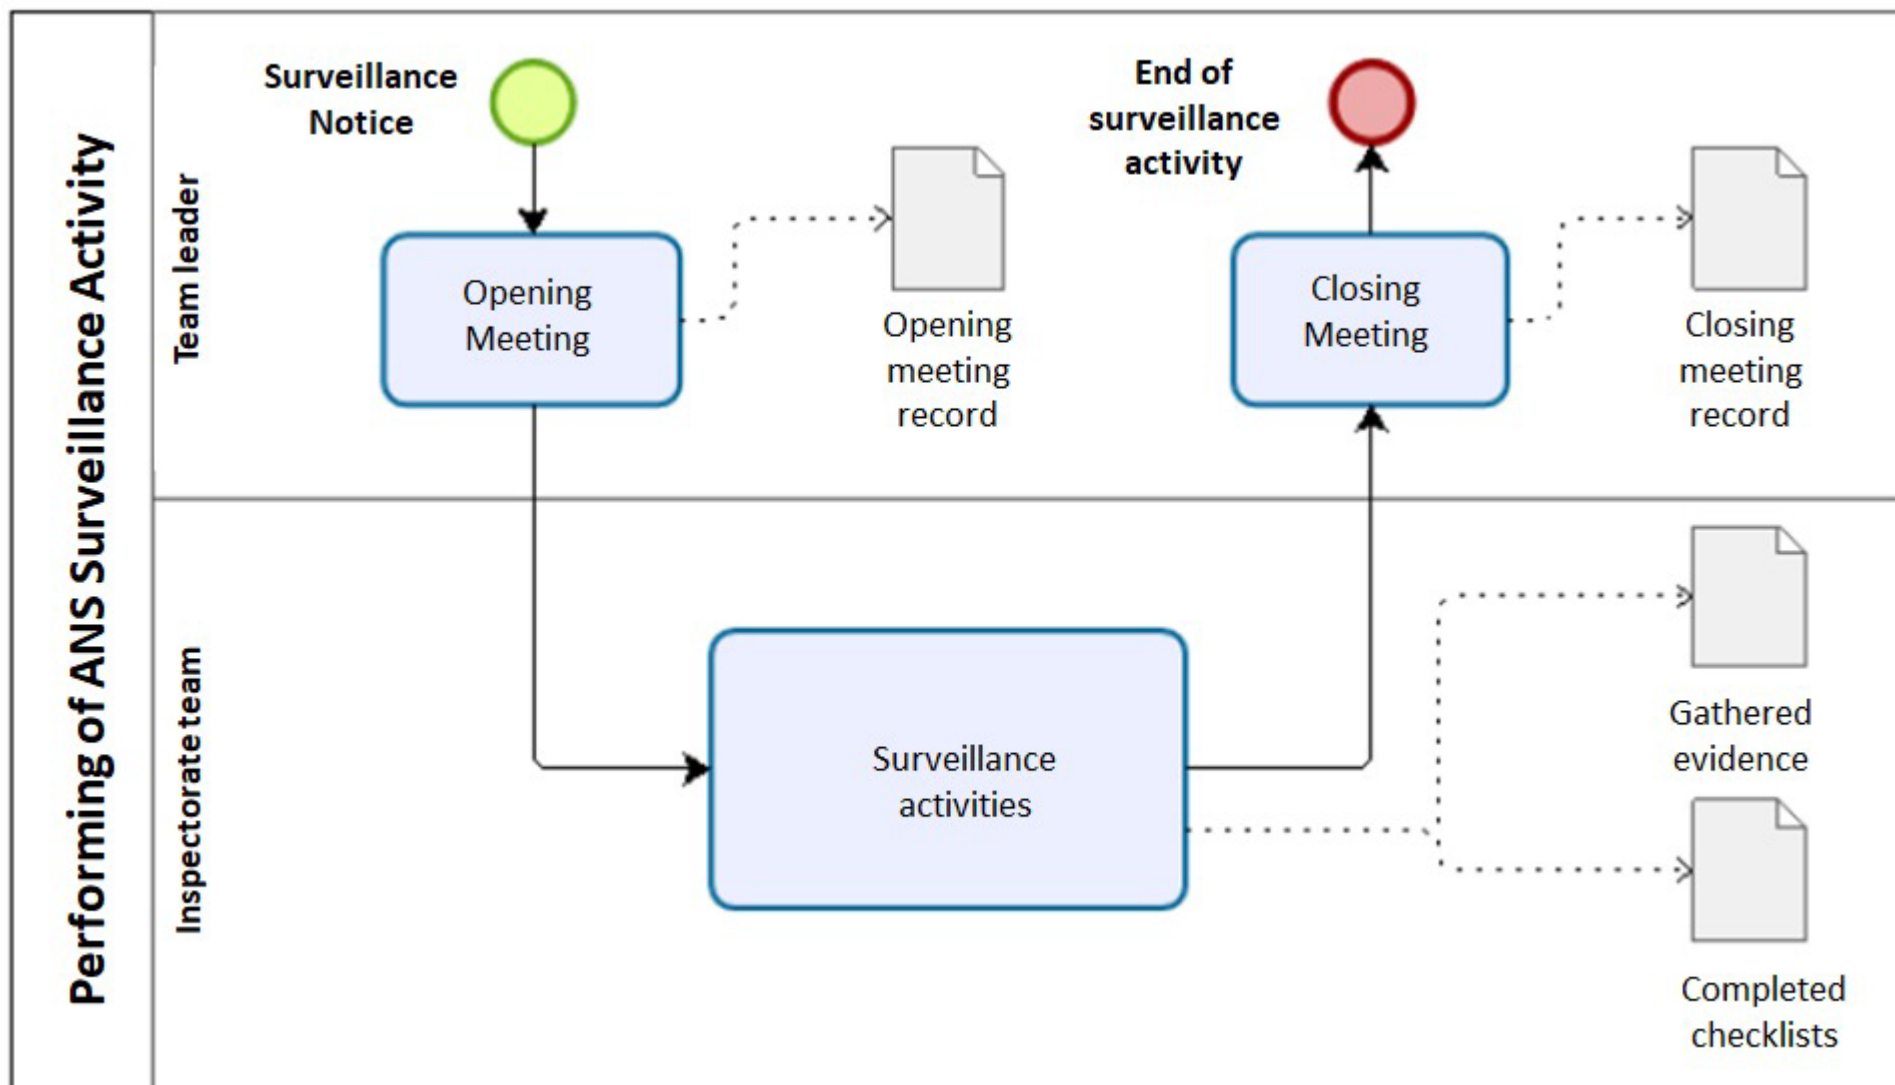 Performing of ANS Surveillance Activity
Team leader
Surveillance
Notice
End of
surveillance
activity
Opening
Meeting
Opening
meeting
record
Closing
Meeting
Closing
meeting
record
Inspectorate team
Surveillance
activities
Gathered
evidence
Completed
checklists